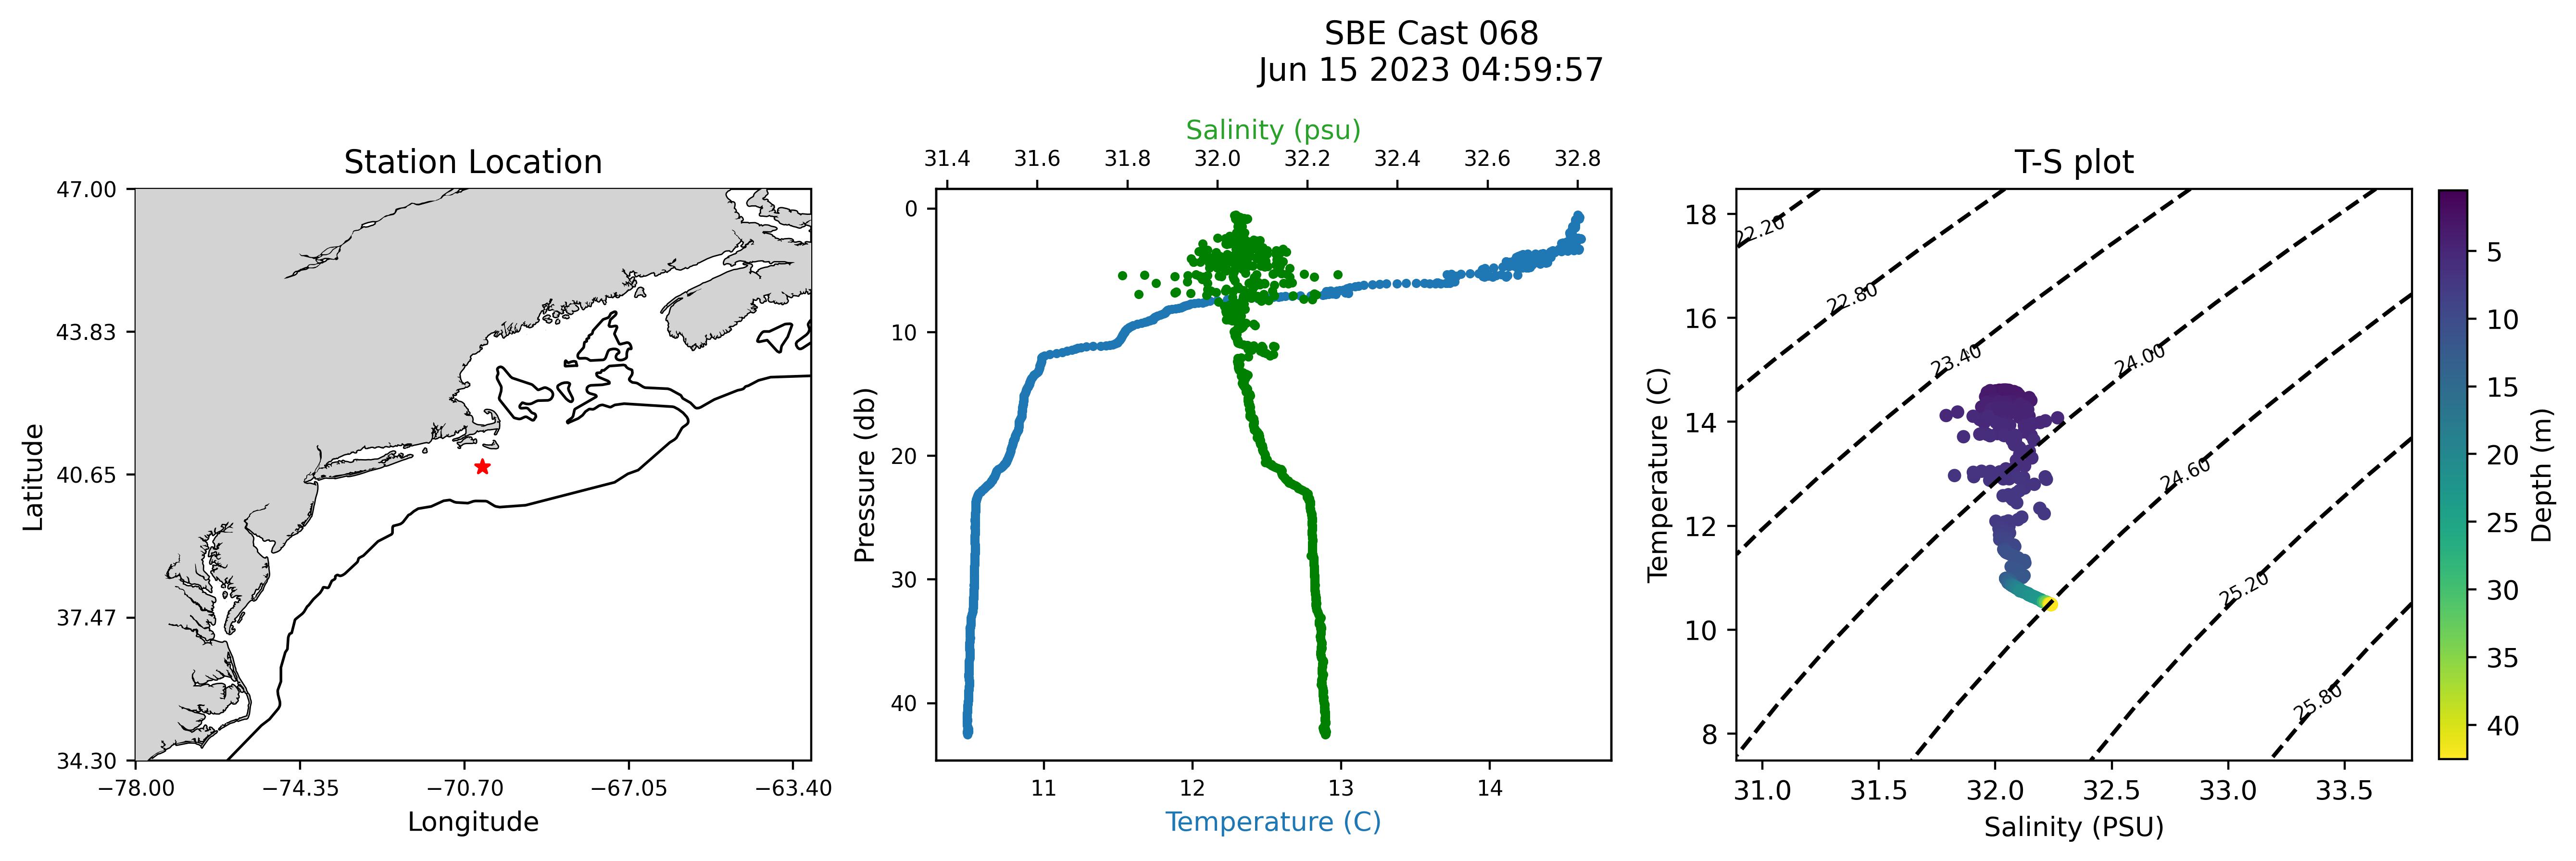 SBE Cast 068
Jun 15 2023 04:59:57
Station Location
47.00
43.83
40.65
37.47
34.30
Latitude
−78.00 −74.35 −70.70 −67.05 −63.40
Longitude
Salinity (psu)
31.4 31.6 31.8 32.0 32.2 32.4 32.6 32.8
0
10
20
30
40
Pressure (db)
11 12 13 14
Temperature (C)
T-S plot
18
16
14
12
10
8
Temperature (C)
22.20
22.80
23.40
24.00
24.60
25.20
25.80
31.0 31.5 32.0 32.5 33.0 33.5
Salinity (PSU)
5
10
15
20
25
30
35
40
Depth (m)